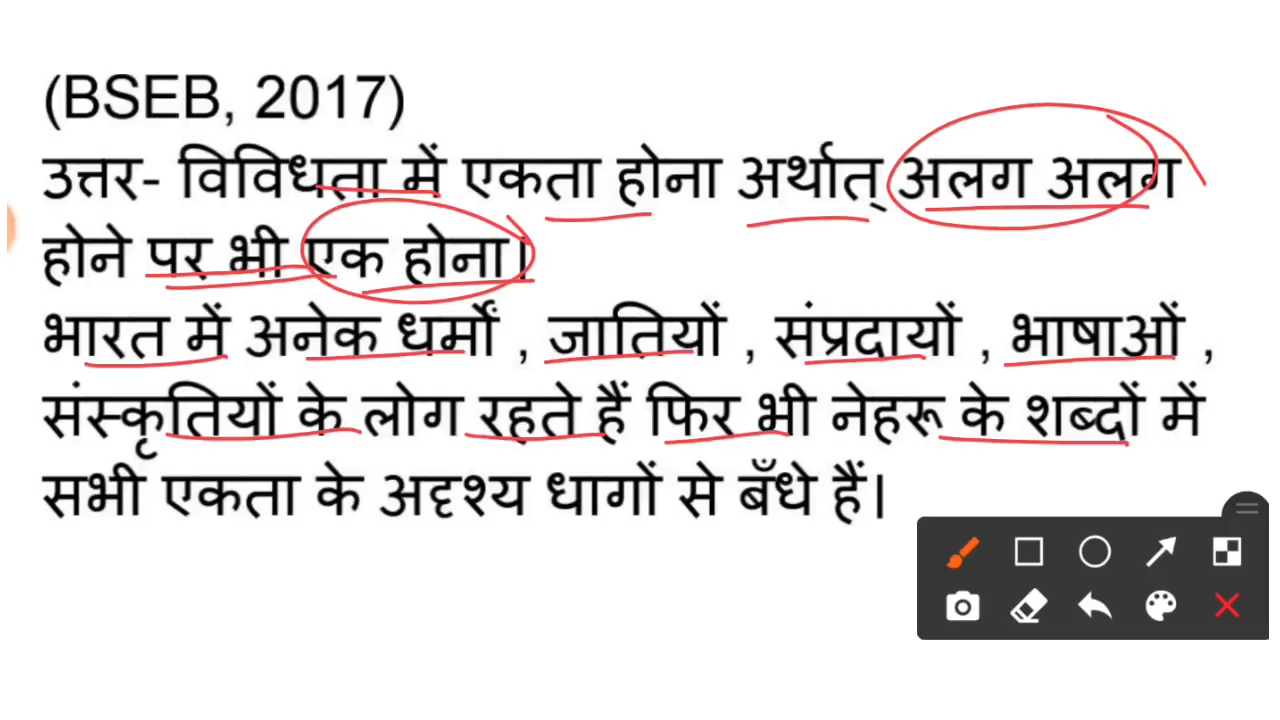 (BSEB, 2017)
उत्तर- विविधता में एकता होना अर्थात् अलग अलग
होने पर भी एक होना।
भारत में अनेक धर्मों , जातियों , संप्रदायों , भाषाओं ,
संस्कृतियों के लोग रहते हैं फिर भी नेहरू के शब्दों में
सभी एकता के अदृश्य धागों से बँधे हैं।